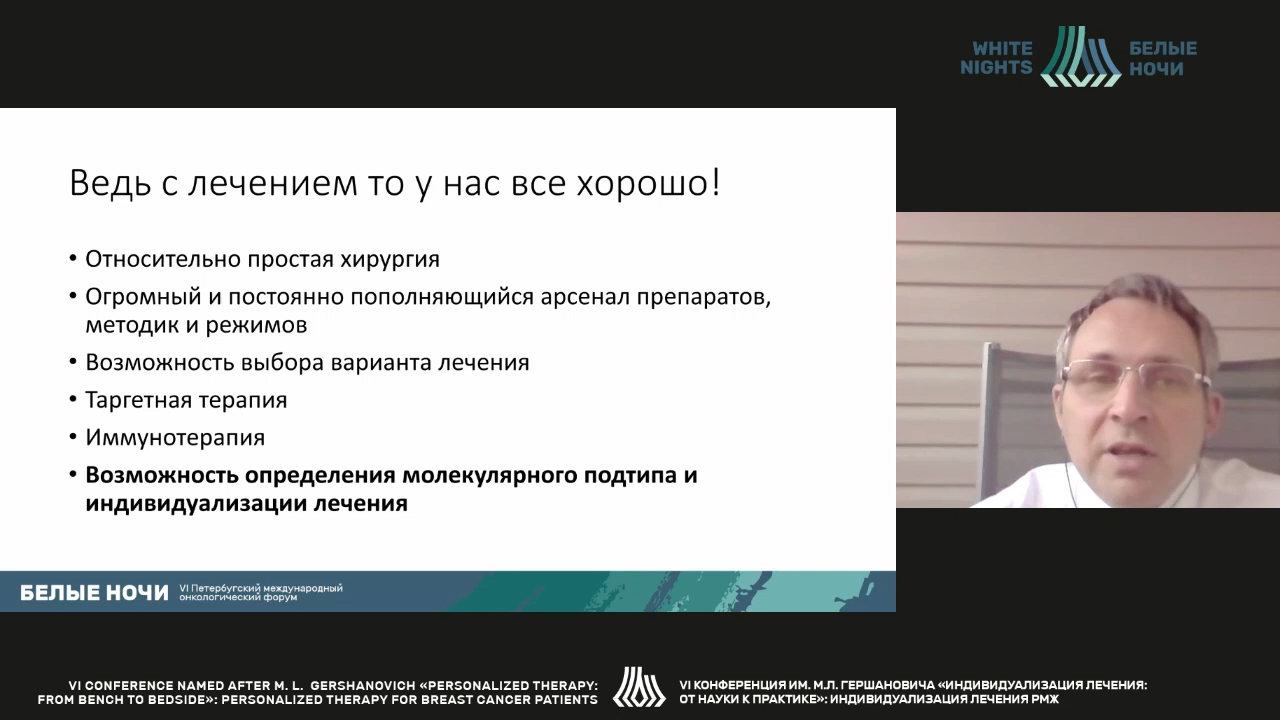 WHITE
NIGHTS
БЕЛЫЕ
НОЧИ
Ведь с лечением то у нас все хорошо!
• Относительно простая хирургия
• Огромный и постоянно пополняющийся арсенал препаратов,
методик и режимов
• Возможность выбора варианта лечения
• Таргетная терапия
• Иммунотерапия
• Возможность определения молекулярного подтипа и
индивидуализации лечения
БЕЛЫЕ НОЧИ
VI Петербугский международный
онкологический форум
VI CONFERENCE NAMED AFTER M. L. GERSHANOVICH «PERSONALIZED THERAPY:
FROM BENCH TO BEDSIDE»: PERSONALIZED THERAPY FOR BREAST CANCER PATIENTS
VI КОНФЕРЕНЦИЯ ИМ. М.Л. ГЕРШАНОВИЧА «ИНДИВИДУАЛИЗАЦИЯ ЛЕЧЕНИЯ:
ОТ НАУКИ К ПРАКТИКЕ»: ИНДИВИДУАЛИЗАЦИЯ ЛЕЧЕНИЯ РМЖ